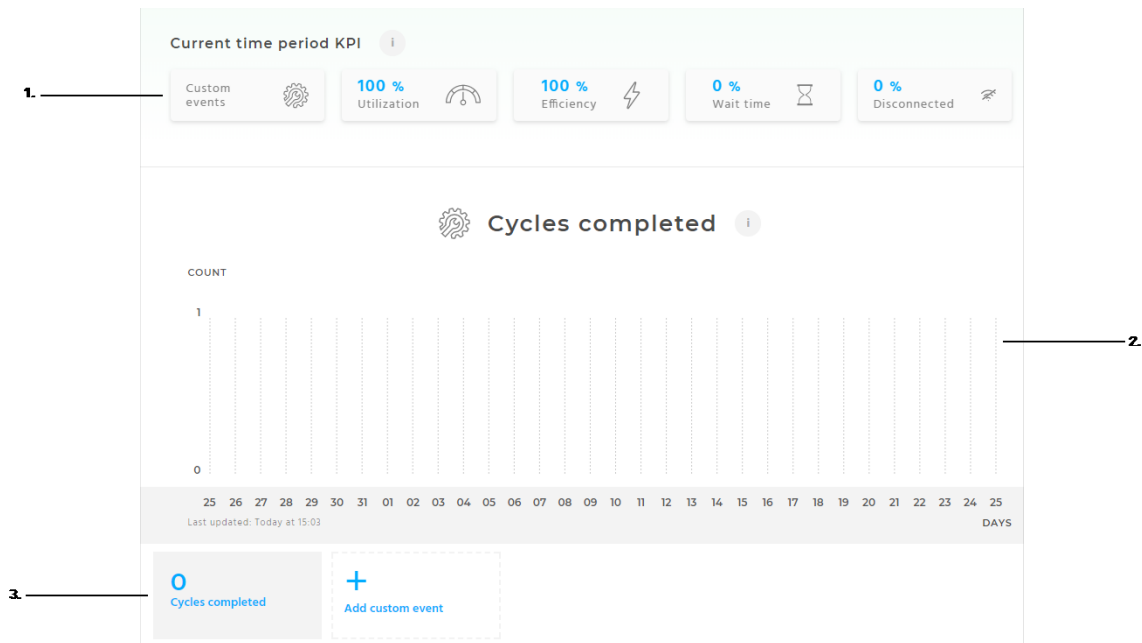 Current time period KPI i
1. Custom events
100 % Utilization
100 % Efficiency
0 % Wait time
0 % Disconnected
Cycles completed i
COUNT
1
2.
0
25 26 27 28 29 30 31 01 02 03 04 05 06 07 08 09 10 11 12 13 14 15 16 17 18 19 20 21 22 23 24 25
Last updated: Today at 15:03 DAYS
3.
0
Cycles completed
+
Add custom event